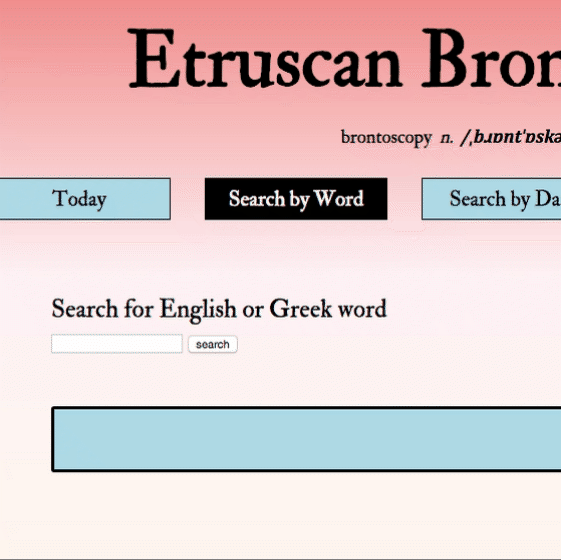 Etruscan Bron
brontoscopy n. /ˌbɹɒntˈɒska
Today Search by Word Search by Da
Search for English or Greek word
search